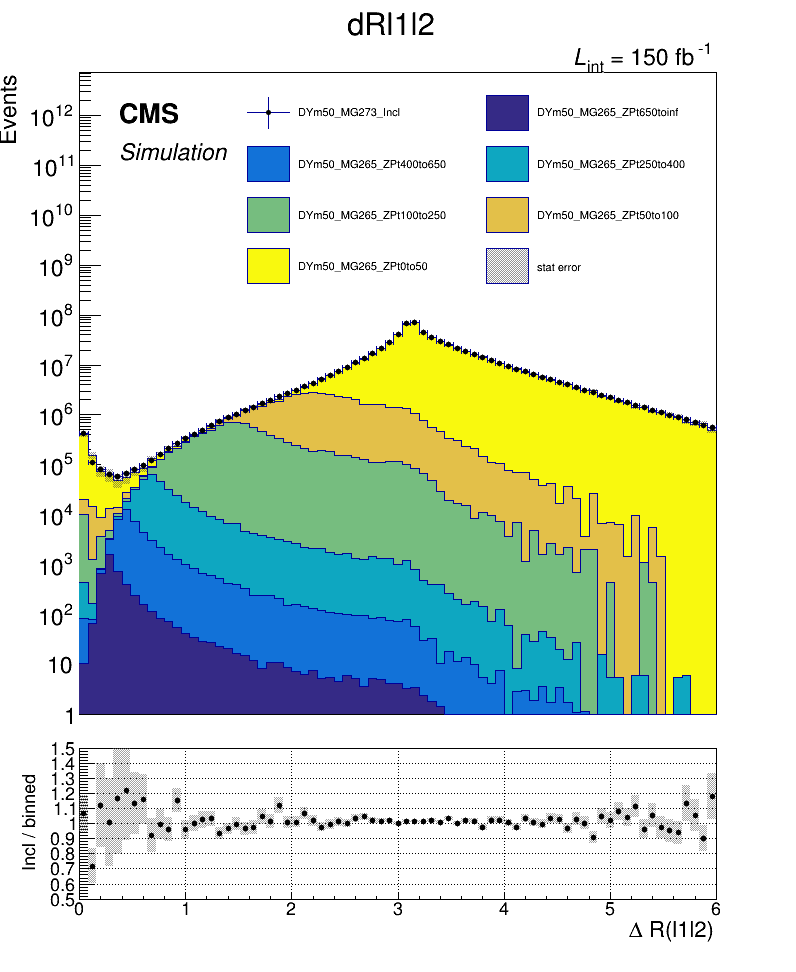 dRl1l2
L_int = 150 fb^-1
Events
CMS
Simulation
DYm50_MG273_Incl
DYm50_MG265_ZPt650toinf
DYm50_MG265_ZPt400to650
DYm50_MG265_ZPt250to400
DYm50_MG265_ZPt100to250
DYm50_MG265_ZPt50to100
DYm50_MG265_ZPt0to50
stat error
10^12
10^11
10^10
10^9
10^8
10^7
10^6
10^5
10^4
10^3
10^2
10
1
Incl / binned
1.5
1.4
1.3
1.2
1.1
1
0.9
0.8
0.7
0.6
0.5
0 1 2 3 4 5 6
Δ R(l1l2)